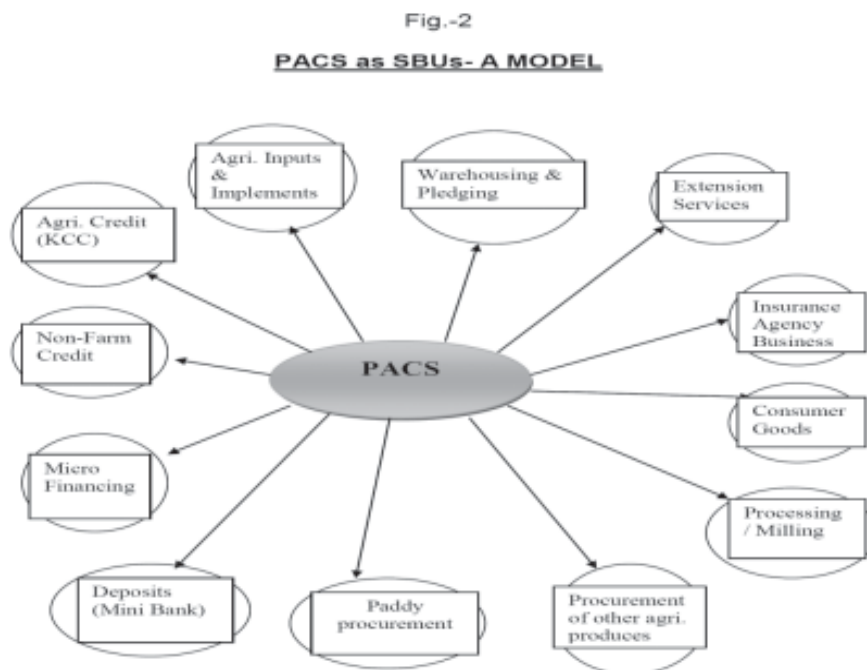 Fig.-2
PACS as SBUs- A MODEL
Agri. Inputs
&
Implements
Warehousing &
Pledging
Extension
Services
Agri. Credit
(KCC)
Insurance
Agency
Business
Non-Farm
Credit
PACS
Consumer
Goods
Micro
Financing
Processing
/ Milling
Deposits
(Mini Bank)
Paddy
procurement
Procurement
of other agri.
produces